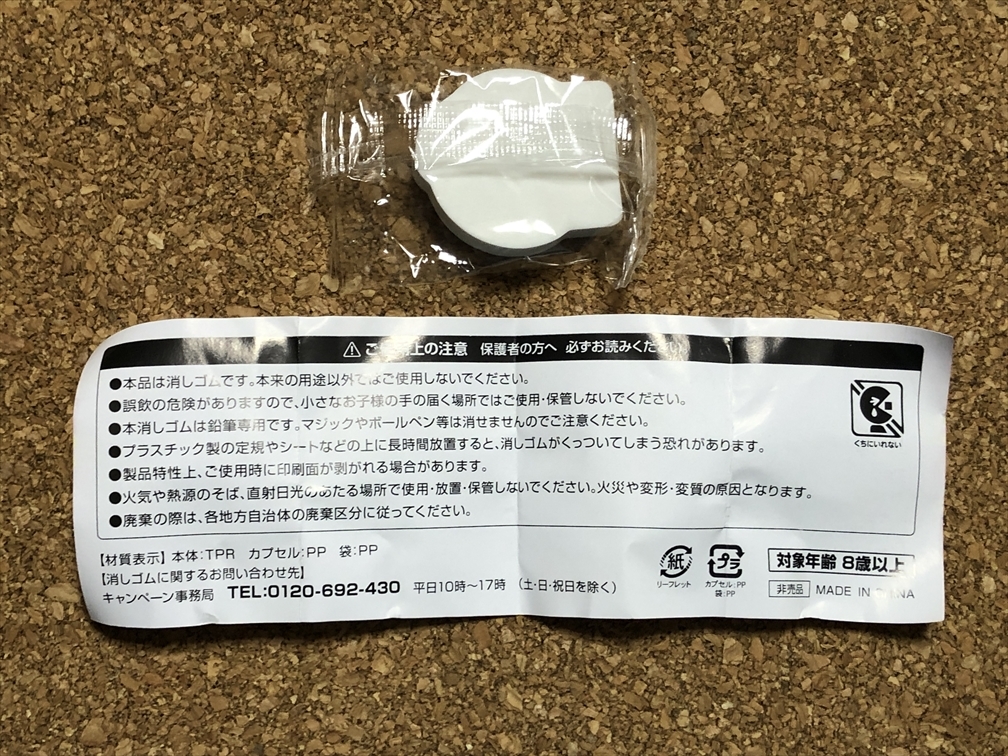 ⚠ ご使用上の注意 保護者の方へ 必ずお読みください。
●本品は消しゴムです。本来の用途以外ではご使用しないでください。
●誤飲の危険がありますので、小さなお子様の手の届く場所ではご使用・保管しないでください。
●本消しゴムは鉛筆専用です。マジックやボールペン等は消せませんのでご注意ください。
●プラスチック製の定規やシートなどの上に長時間放置すると、消しゴムがくっついてしまう恐れがあります。
●製品特性上、ご使用時に印刷面が剥がれる場合があります。
●火気や熱源のそば、直射日光のあたる場所で使用・放置・保管しないでください。火災や変形・変質の原因となります。
●廃棄の際は、各地方自治体の廃棄区分に従ってください。
くちにいれない
【材質表示】本体:TPR カプセル:PP 袋:PP
【消しゴムに関するお問い合わせ先】
キャンペーン事務局 TEL:0120-692-430 平日10時〜17時 (土・日・祝日を除く)
紙
リーフレット
プラ
カプセル:PP
袋:PP
対象年齢 8歳以上
非売品 MADE IN CHINA